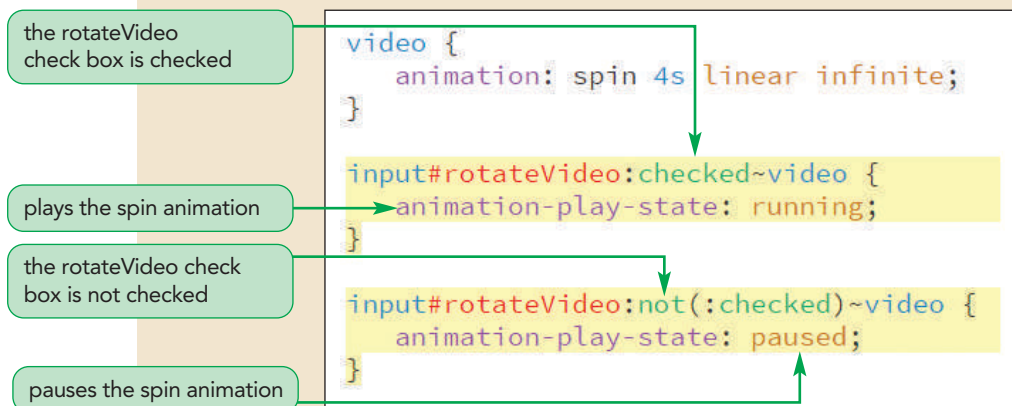 the rotateVideo
check box is checked
video {
animation: spin 4s linear infinite;
}
input#rotateVideo:checked~video {
plays the spin animation
animation-play-state: running;
}
the rotateVideo check
box is not checked
input#rotateVideo:not(:checked)~video {
animation-play-state: paused;
}
pauses the spin animation